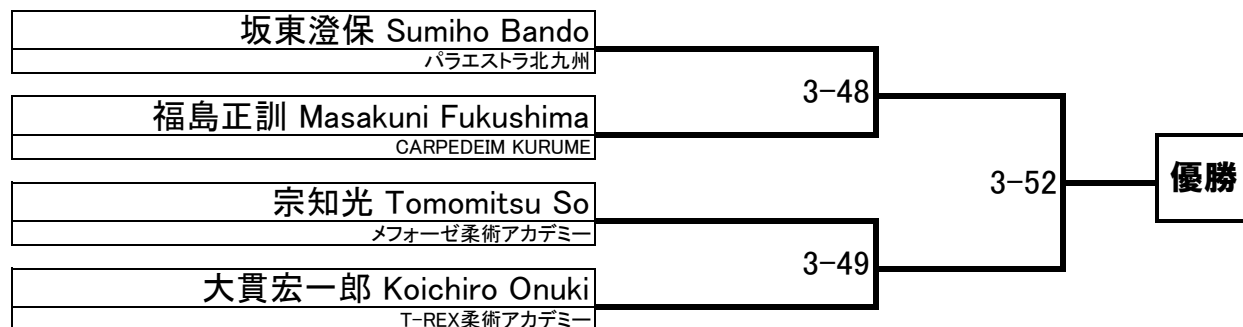 坂東澄保 Sumiho Bando
パラエストラ北九州
3-48
福島正訓 Masakuni Fukushima
CARPEDEIM KURUME
3-52
優勝
宗知光 Tomomitsu So
メフォーゼ柔術アカデミー
3-49
大貫宏一郎 Koichiro Onuki
T-REX柔術アカデミー